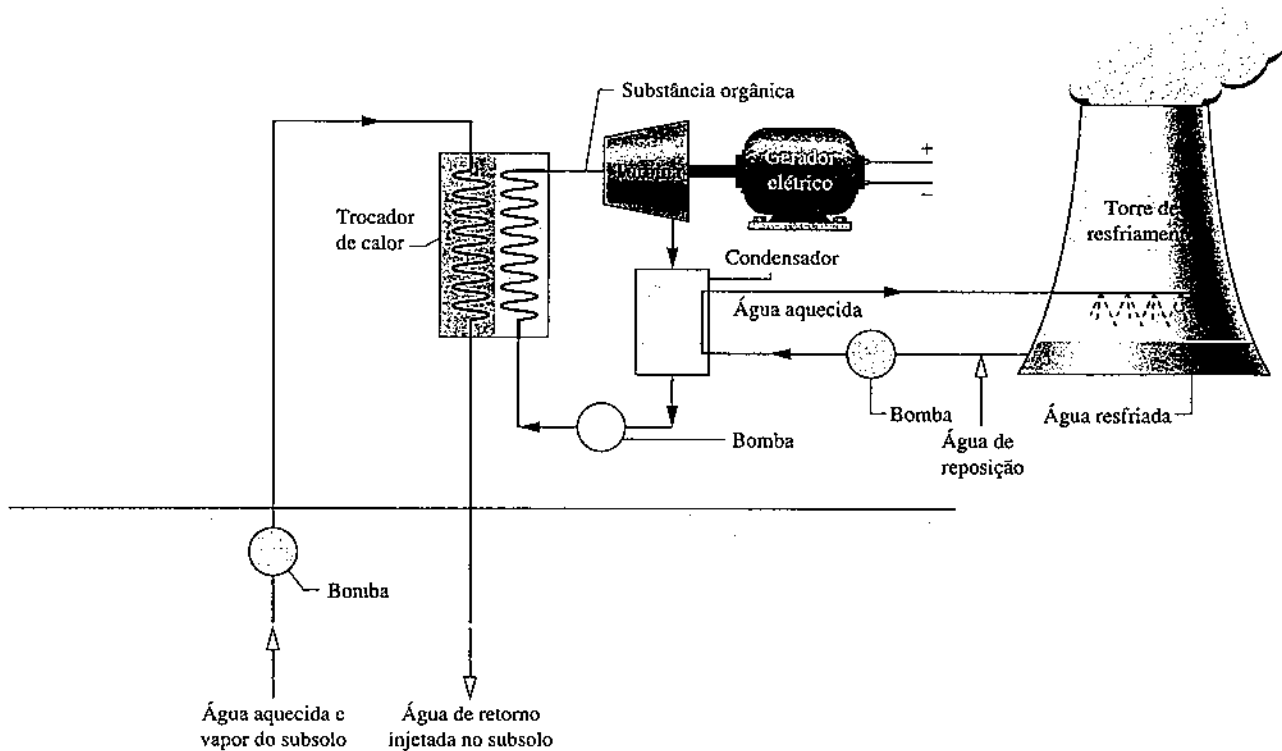 Substância orgânica
+
Gerador
elétrico
–
Trocador
de calor
Torre de
resfriament
Condensador
Água aquecida
Bomba
Água de
reposição
Água resfriada
Bomba
Bomba
Água aquecida e
vapor do subsolo
Água de retorno
injetada no subsolo